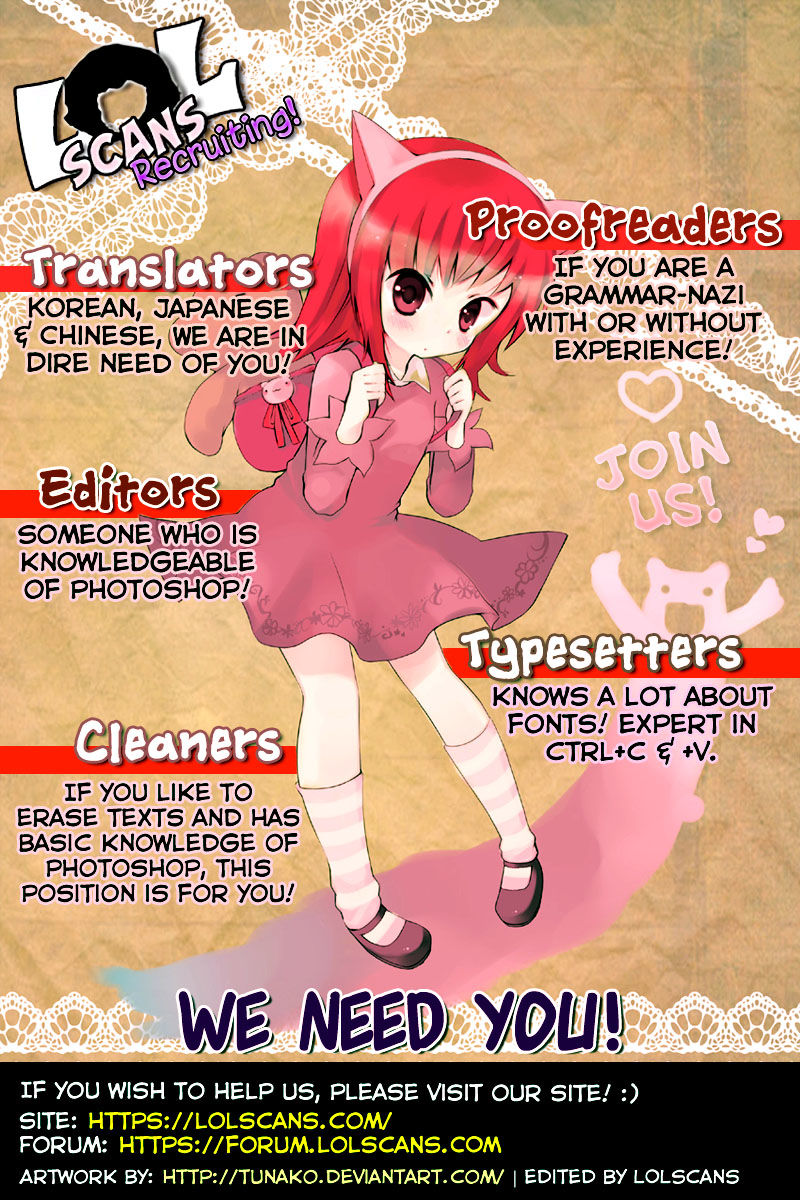 LOL
SCANS
Recruiting!
Proofreaders
IF YOU ARE A
GRAMMAR-NAZI
WITH OR WITHOUT
EXPERIENCE!
Translators
KOREAN, JAPANESE
& CHINESE, WE ARE IN
DIRE NEED OF YOU!
JOIN
US!
Editors
SOMEONE WHO IS
KNOWLEDGEABLE
OF PHOTOSHOP!
Typesetters
KNOWS A LOT ABOUT
FONTS! EXPERT IN
CTRL+C & +V.
Cleaners
IF YOU LIKE TO
ERASE TEXTS AND HAS
BASIC KNOWLEDGE OF
PHOTOSHOP, THIS
POSITION IS FOR YOU!
WE NEED YOU!
IF YOU WISH TO HELP US, PLEASE VISIT OUR SITE! :)
SITE: HTTPS://LOLSCANS.COM/
FORUM: HTTPS://FORUM.LOLSCANS.COM
ARTWORK BY: HTTP://TUNAKO.DEVIANTART.COM/ | EDITED BY LOLSCANS